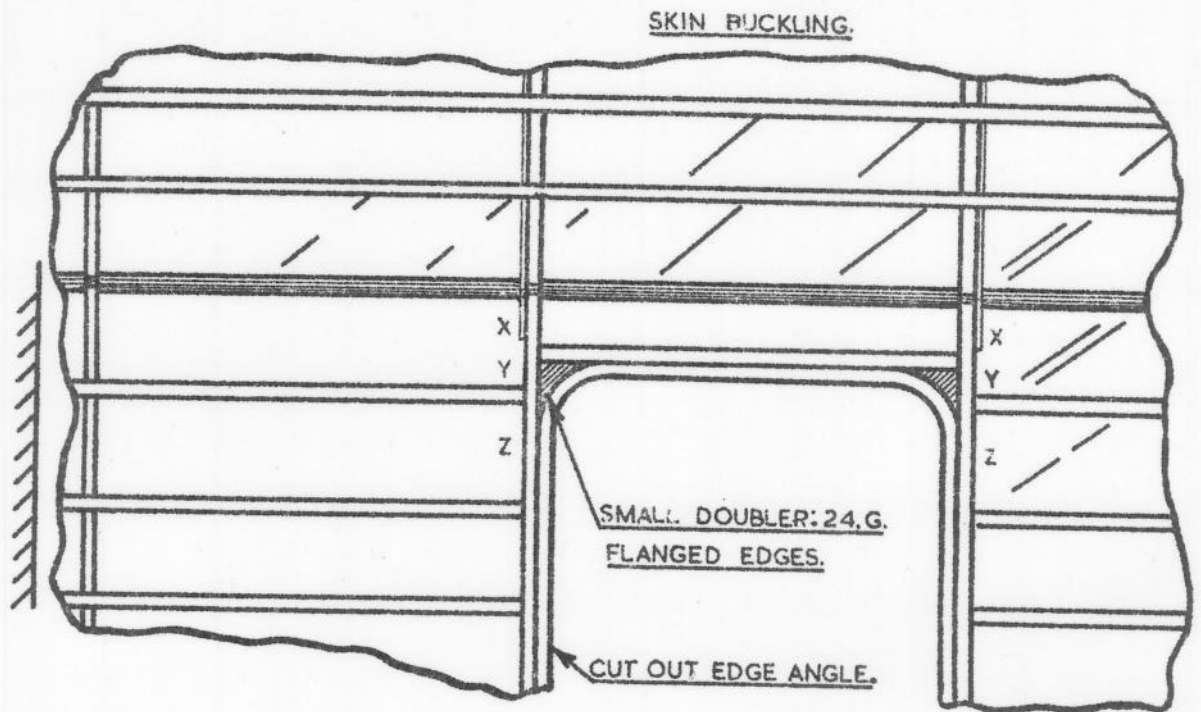 SKIN BUCKLING.
X
X
Y
Y
Z
Z
SMALL DOUBLER: 24.G.
FLANGED EDGES.
CUT OUT EDGE ANGLE.